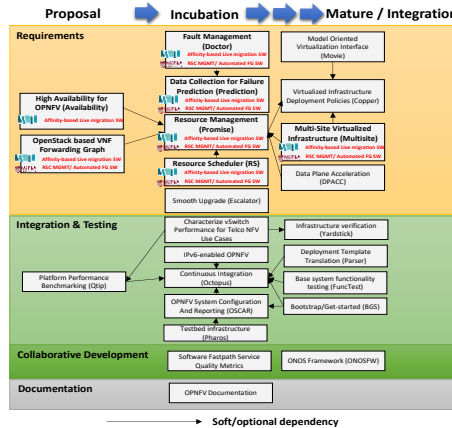 Proposal
Incubation
Mature / Integration
Requirements
Fault Management
(Doctor)
Affinity-based Live migration SW
RSC MGMT/ Automated FG SW
Model Oriented
Virtualization Interface
(Movie)
Data Collection for Failure
Prediction (Prediction)
Affinity-based Live migration SW
RSC MGMT/ Automated FG SW
High Availability for
OPNFV (Availability)
Affinity-based Live migration SW
Virtualized Infrastructure
Deployment Policies (Copper)
Resource Management
(Promise)
Affinity-based Live migration SW
RSC MGMT/ Automated FG SW
OpenStack based VNF
Forwarding Graph
Affinity-based Live migration SW
RSC MGMT/ Automated FG SW
Multi-Site Virtualized
Infrastructure (Multisite)
Affinity-based Live migration SW
RSC MGMT/ Automated FG SW
Resource Scheduler (RS)
Affinity-based Live migration SW
RSC MGMT/ Automated FG SW
Data Plane Acceleration
(DPACC)
Smooth Upgrade (Escalator)
Integration & Testing
Characterize vSwitch
Performance for Telco NFV
Use Cases
Infrastructure verification
(Yardstick)
IPv6-enabled OPNFV
Deployment Template
Translation (Parser)
Platform Performance
Benchmarking (Qtip)
Continuous Integration
(Octopus)
Base system functionality
testing (FuncTest)
OPNFV System Configuration
And Reporting (OSCAR)
Bootstrap/Get-started (BGS)
Testbed infrastructure
(Pharos)
Collaborative Development
Software Fastpath Service
Quality Metrics
ONOS Framework (ONOSFW)
Documentation
OPNFV Documentation
Soft/optional dependency